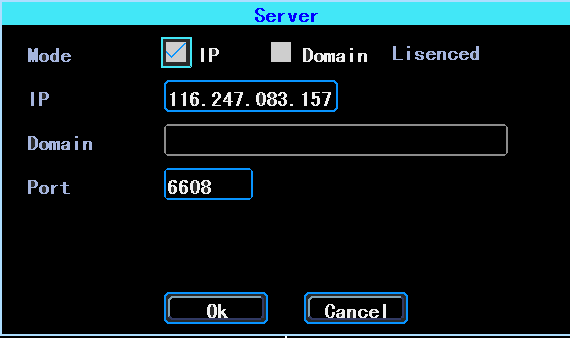 Server
Mode IP Domain Lisenced
IP 116.247.083.157
Domain
Port 6608
Ok Cancel